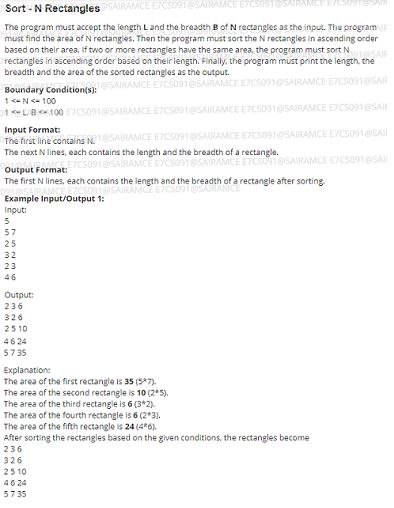 Sort - N Rectangles
The program must accept the length L and the breadth B of N rectangles as the input. The program
must find the area of N rectangles. Then the program must sort the N rectangles in ascending order
based on their area. If two or more rectangles have the same area, the program must sort N
rectangles in ascending order based on their length. Finally, the program must print the length, the
breadth and the area of the sorted rectangles as the output.
Boundary Condition(s):
1 <= N <= 100
1 <= L, B <= 100
Input Format:
The first line contains N.
The next N lines, each contains the length and the breadth of a rectangle.
Output Format:
The first N lines, each contains the length and the breadth of a rectangle after sorting.
Example Input/Output 1:
Input:
5
5 7
2 5
3 2
2 3
4 6
Output:
2 3 6
3 2 6
2 5 10
4 6 24
5 7 35
Explanation:
The area of the first rectangle is 35 (5*7).
The area of the second rectangle is 10 (2*5).
The area of the third rectangle is 6 (3*2).
The area of the fourth rectangle is 6 (2*3).
The area of the fifth rectangle is 24 (4*6).
After sorting the rectangles based on the given conditions, the rectangles become
2 3 6
3 2 6
2 5 10
4 6 24
5 7 35